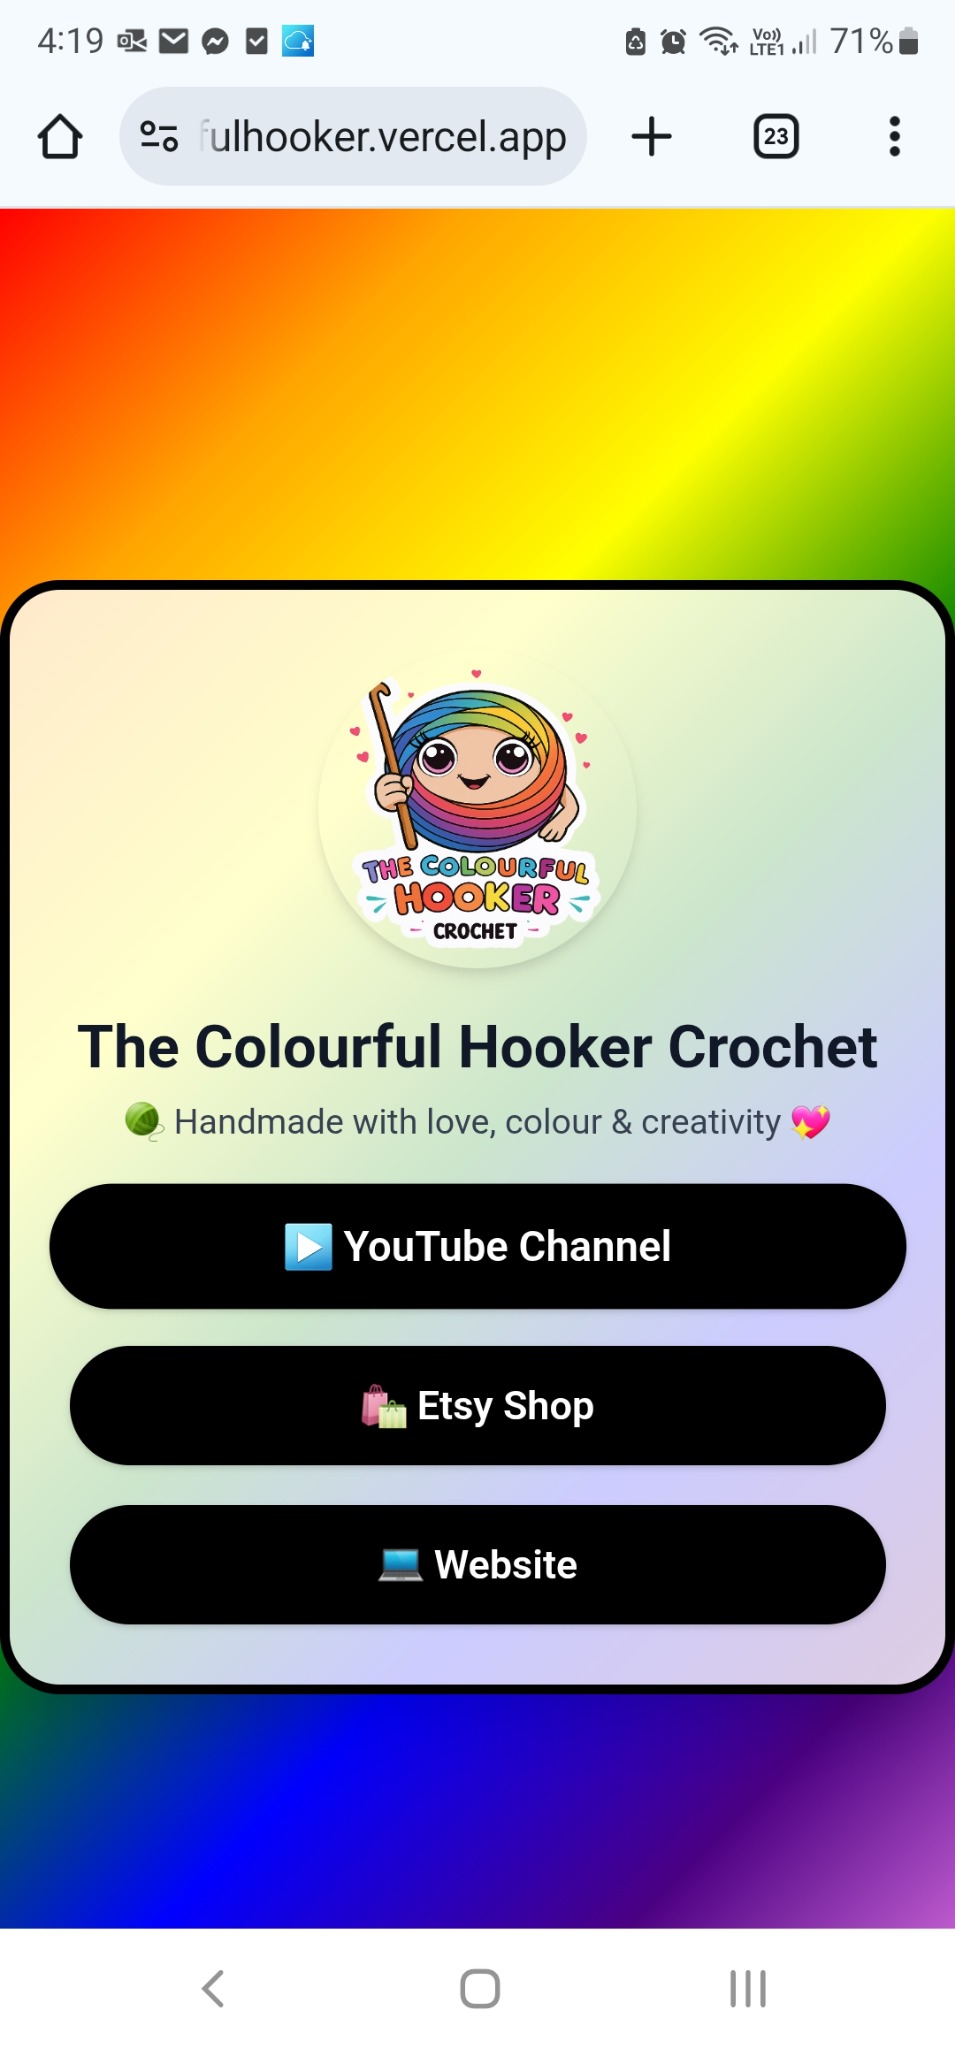 4:19
Vo))
LTE1
71%
fulhooker.vercel.app
23
THE COLOURFUL
HOOKER
CROCHET
The Colourful Hooker Crochet
🧶 Handmade with love, colour & creativity 💖
▶️ YouTube Channel
🛍️ Etsy Shop
💻 Website